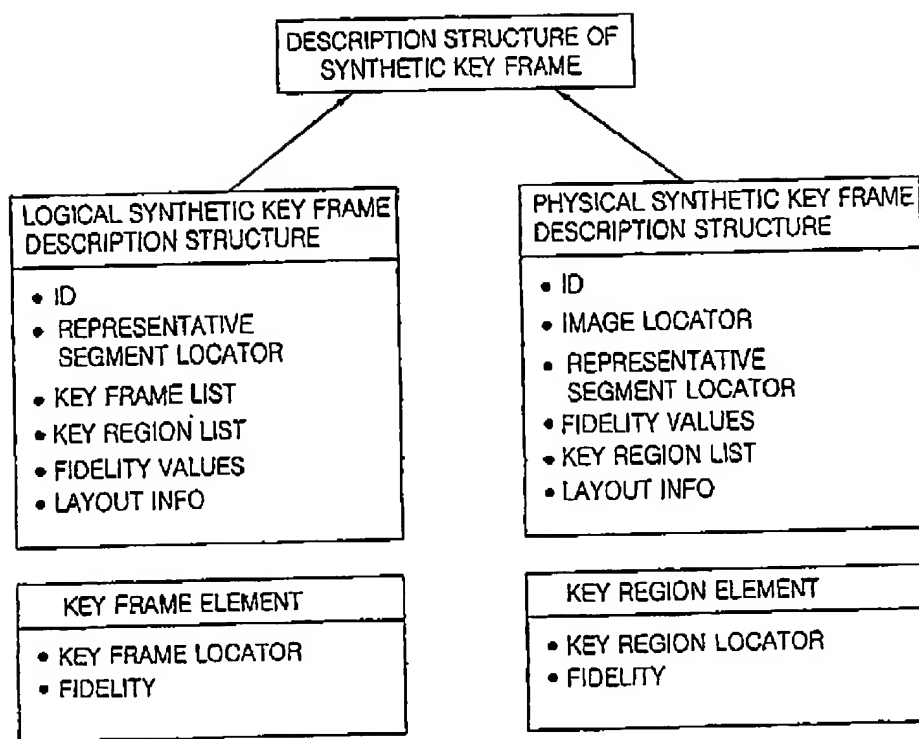 DESCRIPTION STRUCTURE OF
SYNTHETIC KEY FRAME
LOGICAL SYNTHETIC KEY FRAME
DESCRIPTION STRUCTURE
• ID
• REPRESENTATIVE
SEGMENT LOCATOR
• KEY FRAME LIST
• KEY REGION LIST
• FIDELITY VALUES
• LAYOUT INFO
PHYSICAL SYNTHETIC KEY FRAME
DESCRIPTION STRUCTURE
• ID
• IMAGE LOCATOR
• REPRESENTATIVE
SEGMENT LOCATOR
• FIDELITY VALUES
• KEY REGION LIST
• LAYOUT INFO
KEY FRAME ELEMENT
• KEY FRAME LOCATOR
• FIDELITY
KEY REGION ELEMENT
• KEY REGION LOCATOR
• FIDELITY